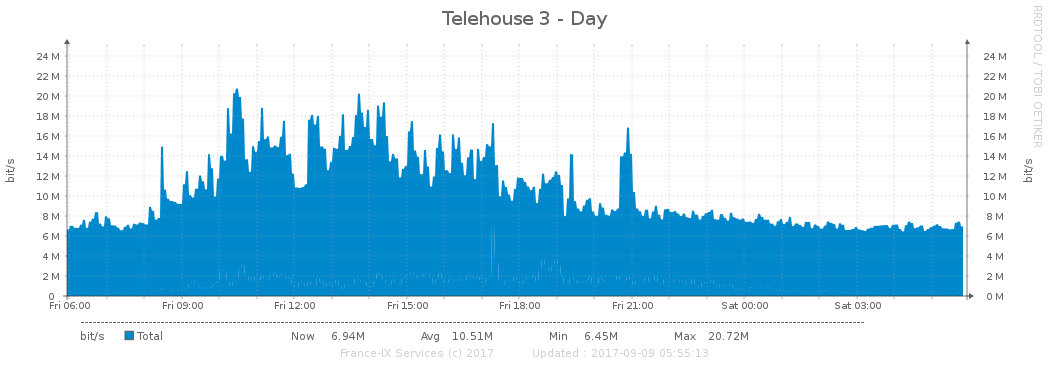 Telehouse 3 - Day
RRDTOOL / TOBI OETIKER
bit/s
24 M 24 M
22 M 22 M
20 M 20 M
18 M 18 M
16 M 16 M
14 M 14 M
12 M 12 M
10 M 10 M
8 M 8 M
6 M 6 M
4 M 4 M
2 M 2 M
0 0 M
bit/s
Fri 06:00 Fri 09:00 Fri 12:00 Fri 15:00 Fri 18:00 Fri 21:00 Sat 00:00 Sat 03:00
bit/s Total Now 6.94M Avg 10.51M Min 6.45M Max 20.72M
France-IX Services (c) 2017 Updated : 2017-09-09 05:55:13